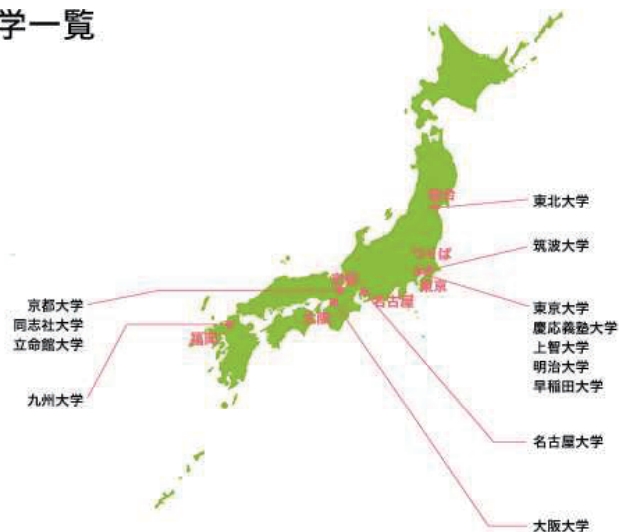 学一覧
仙台
東北大学
つくば
筑波大学
京都
東京
名古屋
大阪
福岡
京都大学
同志社大学
立命館大学
九州大学
東京大学
慶応義塾大学
上智大学
明治大学
早稲田大学
名古屋大学
大阪大学